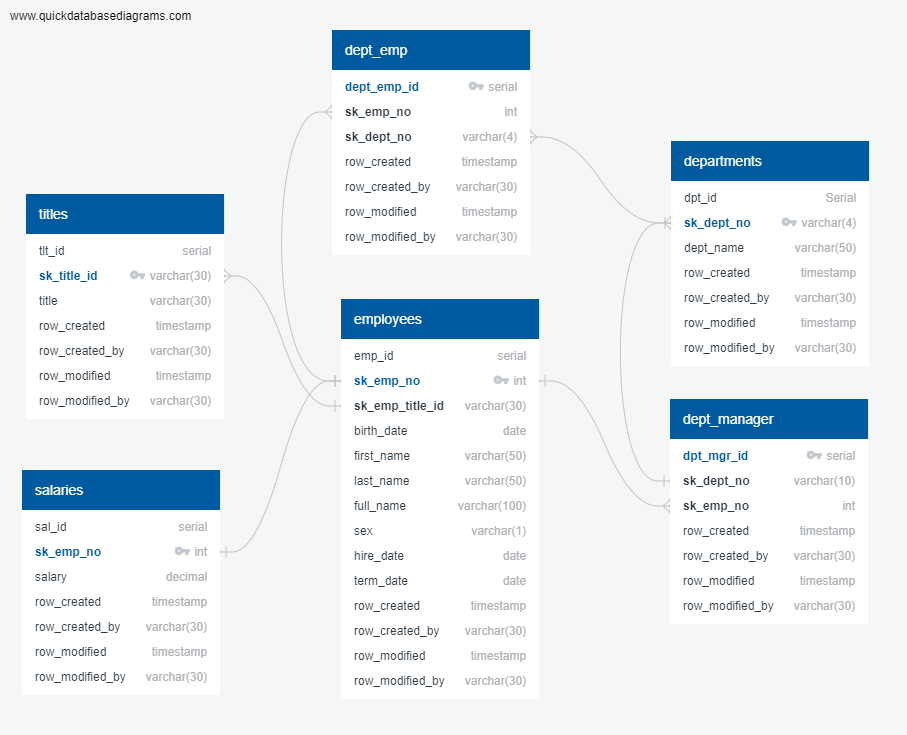 www.quickdatabasediagrams.com
dept_emp
dept_emp_id serial
sk_emp_no int
sk_dept_no varchar(4)
row_created timestamp
row_created_by varchar(30)
row_modified timestamp
row_modified_by varchar(30)
departments
dpt_id Serial
sk_dept_no varchar(4)
dept_name varchar(50)
row_created timestamp
row_created_by varchar(30)
row_modified timestamp
row_modified_by varchar(30)
titles
tlt_id serial
sk_title_id varchar(30)
title varchar(30)
row_created timestamp
row_created_by varchar(30)
row_modified timestamp
row_modified_by varchar(30)
employees
emp_id serial
sk_emp_no int
sk_emp_title_id varchar(30)
birth_date date
first_name varchar(50)
last_name varchar(50)
full_name varchar(100)
sex varchar(1)
hire_date date
term_date date
row_created timestamp
row_created_by varchar(30)
row_modified timestamp
row_modified_by varchar(30)
dept_manager
dpt_mgr_id serial
sk_dept_no varchar(10)
sk_emp_no int
row_created timestamp
row_created_by varchar(30)
row_modified timestamp
row_modified_by varchar(30)
salaries
sal_id serial
sk_emp_no int
salary decimal
row_created timestamp
row_created_by varchar(30)
row_modified timestamp
row_modified_by varchar(30)